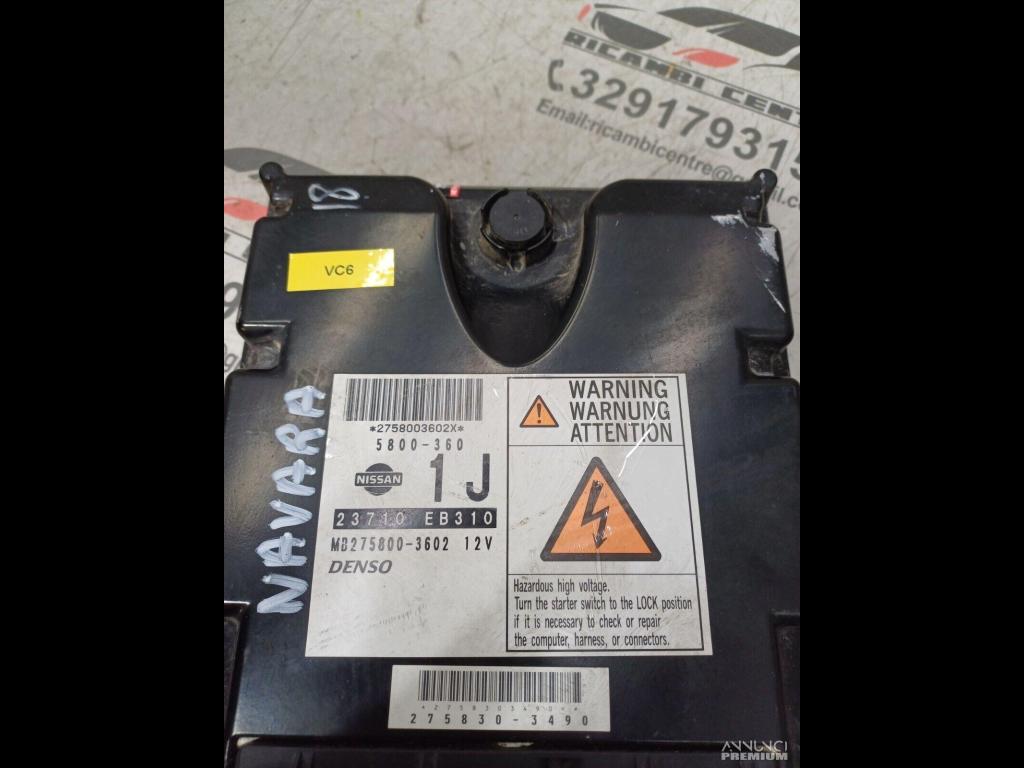 RICAMBI CENT
329179315
Email:ricambicentre@gmail.co
18
VC6
NAVARA
*2758003602X*
5800-360
NISSAN
1J
23710 EB310
MB275800-3602 12V
DENSO
WARNING
WARNUNG
ATTENTION
Hazardous high voltage.
Turn the starter switch to the LOCK position
if it is necessary to check or repair
the computer, harness, or connectors.
275830-3490
ANNUNCI
PREMIUM